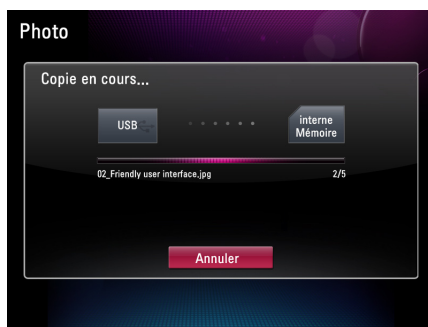 Photo
Copie en cours...
USB
interne
Mémoire
02_Friendly user interface.jpg
2/5
Annuler